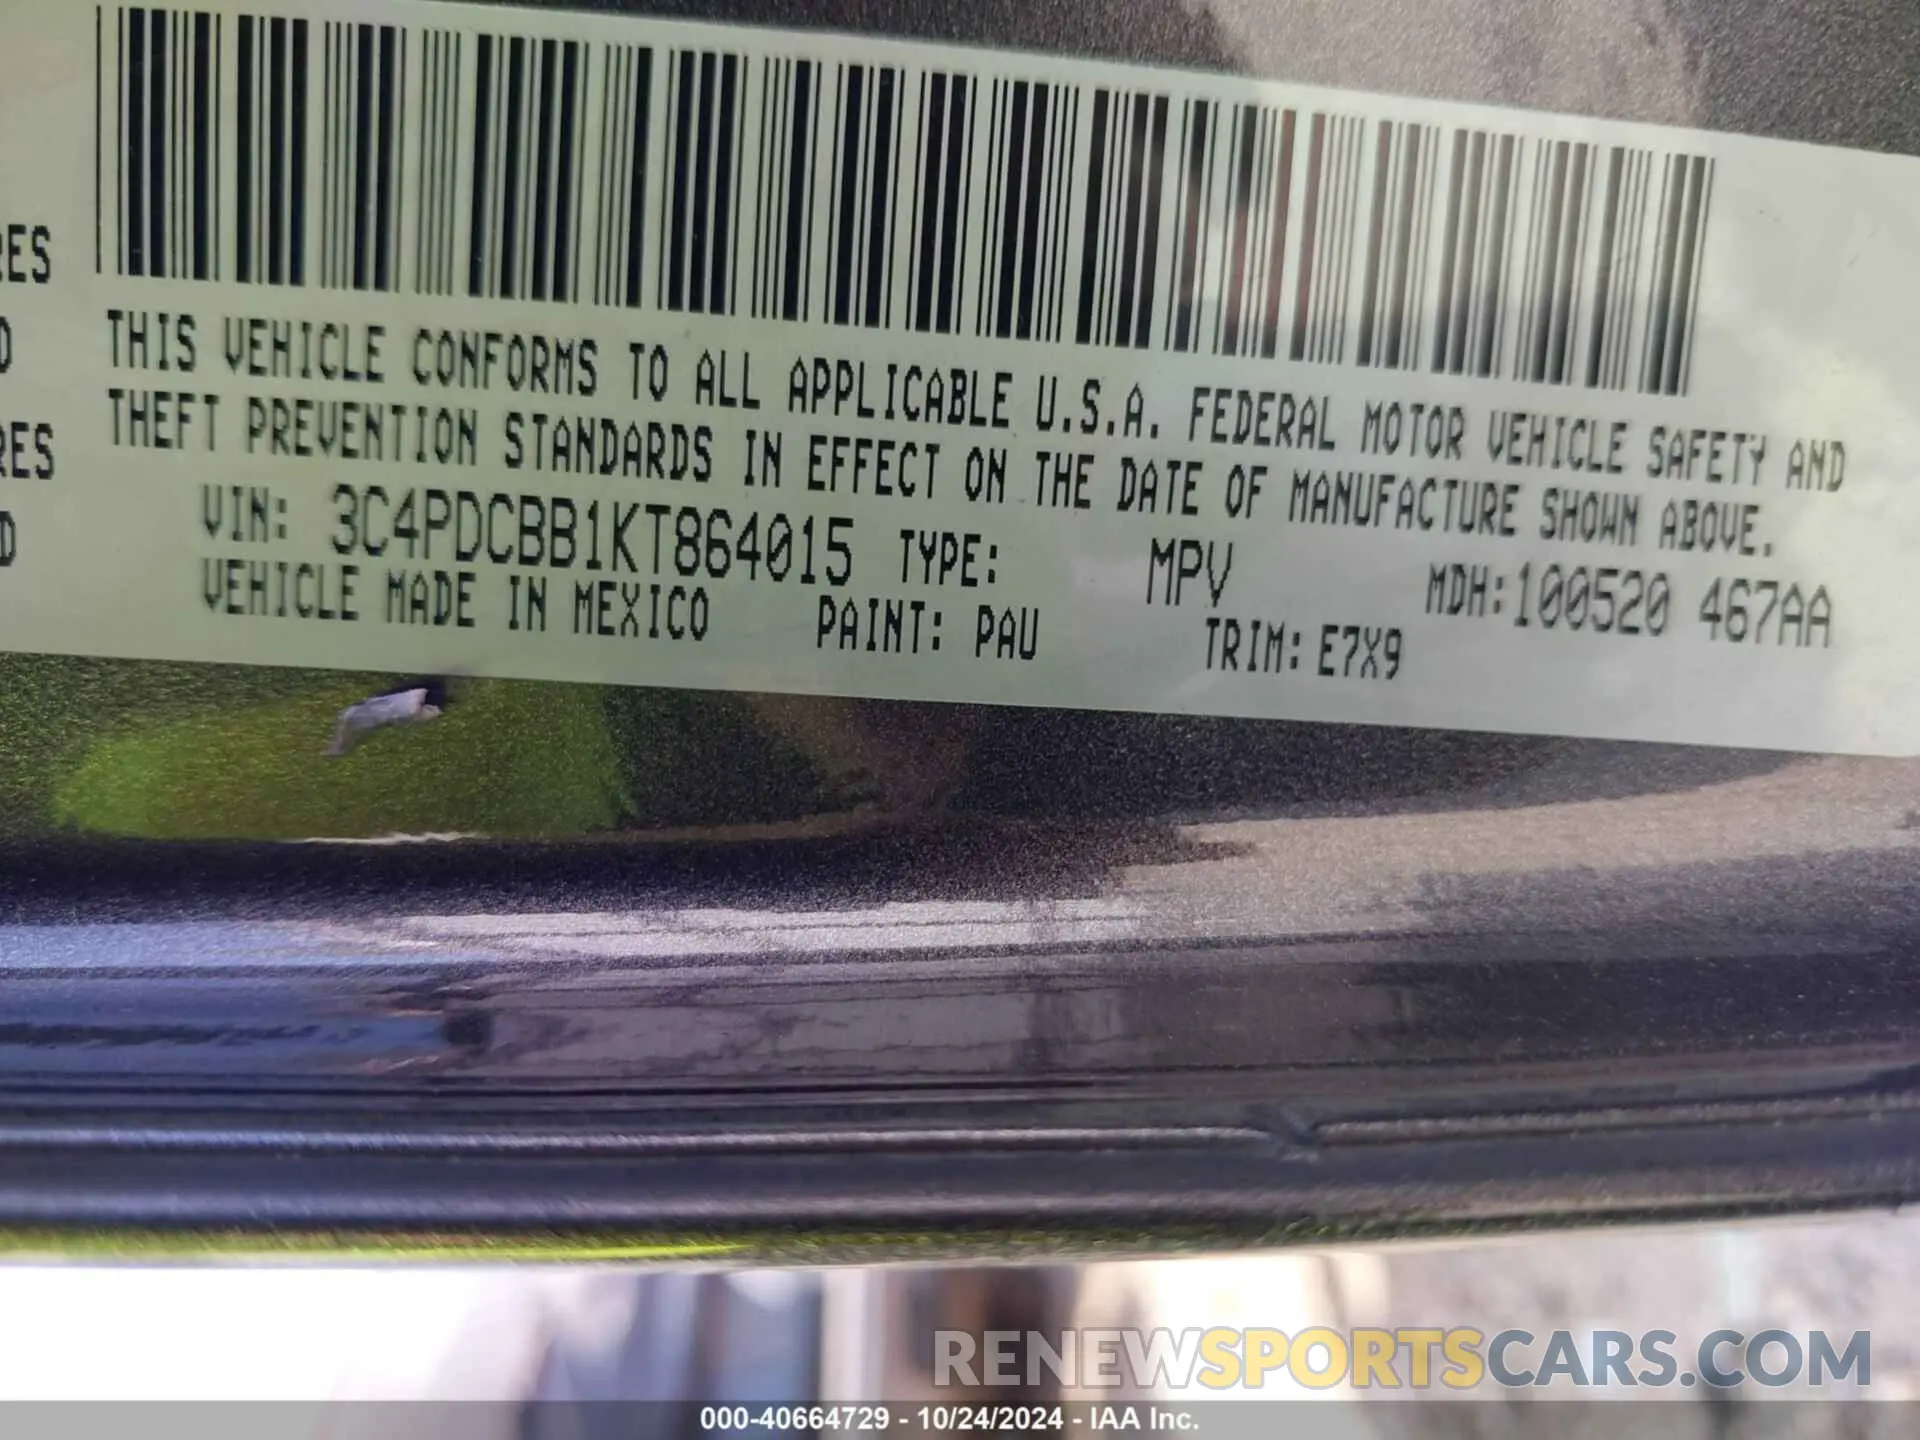 RES
D
THIS VEHICLE CONFORMS TO ALL APPLICABLE U.S.A. FEDERAL MOTOR VEHICLE SAFETY AND
THEFT PREVENTION STANDARDS IN EFFECT ON THE DATE OF MANUFACTURE SHOWN ABOVE.
RES
D
VIN: 3C4PDCBB1KT864015 TYPE: MPV MDH:100520 467AA
VEHICLE MADE IN MEXICO PAINT: PAU TRIM: E7X9
RENEWSPORTSCARS.COM
000-40664729 - 10/24/2024 - IAA Inc.